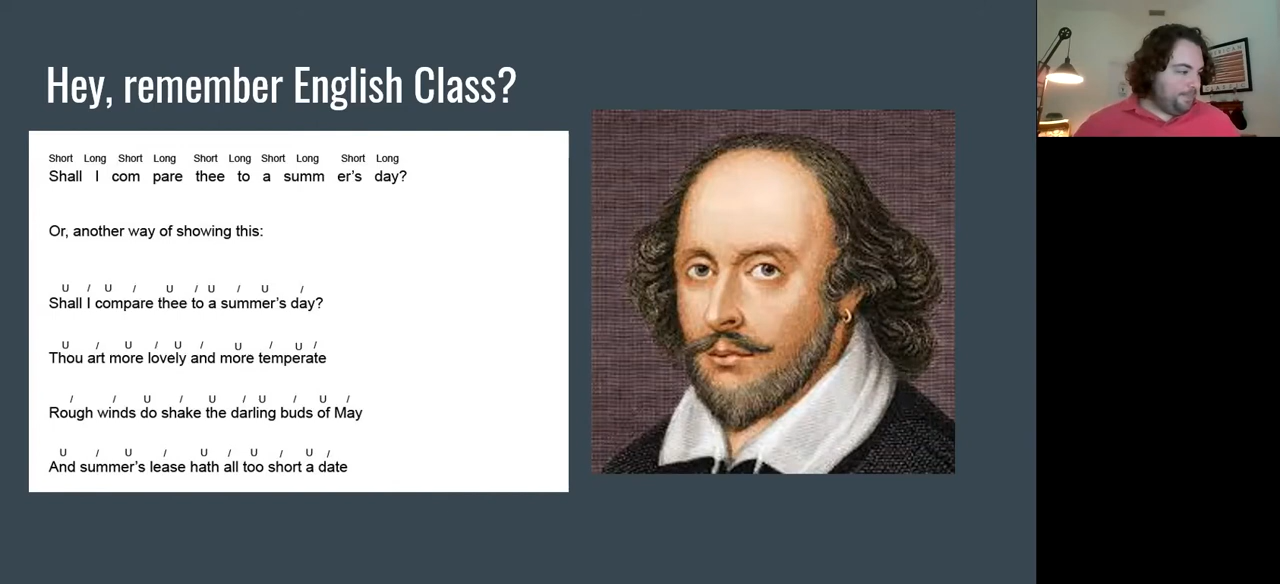 Hey, remember English Class?
Short Long Short Long Short Long Short Long Short Long
Shall I com pare thee to a summ er's day?
Or, another way of showing this:
U / U / U / U / U /
Shall I compare thee to a summer's day?
U / U / U / U / U /
Thou art more lovely and more temperate
/ / U / U / U / U /
Rough winds do shake the darling buds of May
U / U / U / U / U /
And summer's lease hath all too short a date